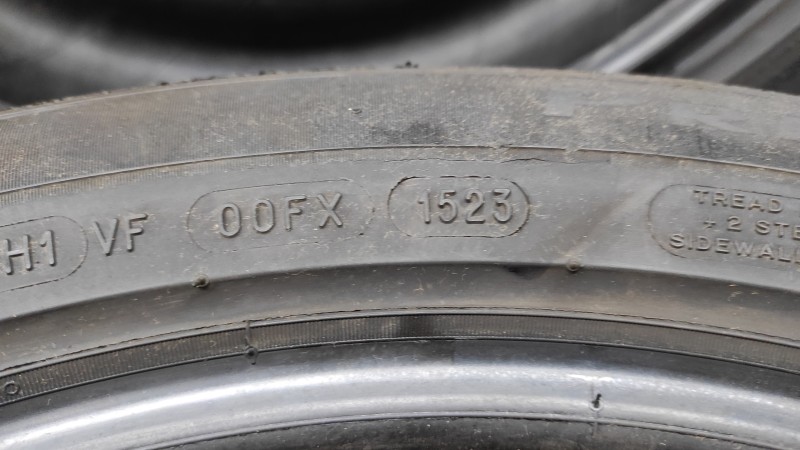 H1 VF 00FX 1523
TREAD
+ 2 STE
SIDEWALL